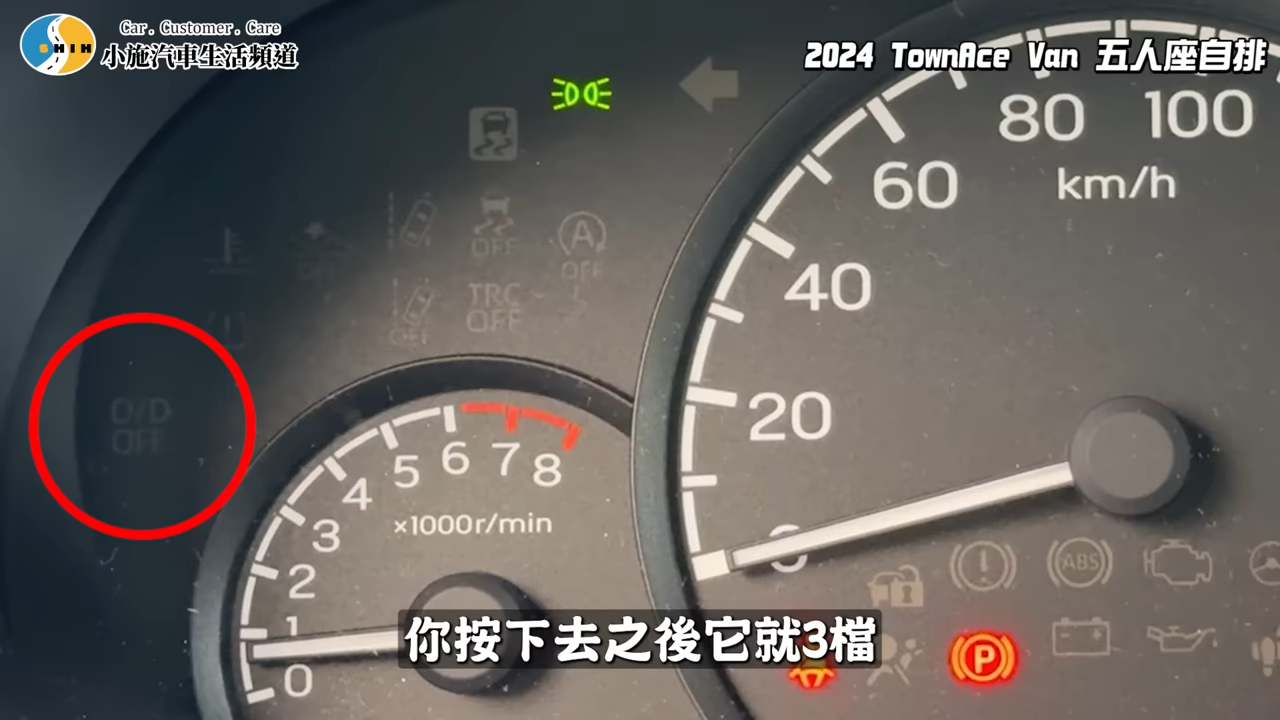 Car. Customer. Care
SHIH
小施汽車生活頻道
2024 TownAce Van 五人座自排
80
100
60
km/h
40
20
0
OFF
A
OFF
TRC
OFF
O/D
OFF
8
7
6
5
4
3
2
1
0
×1000r/min
ABS
P
你按下去之後它就3檔